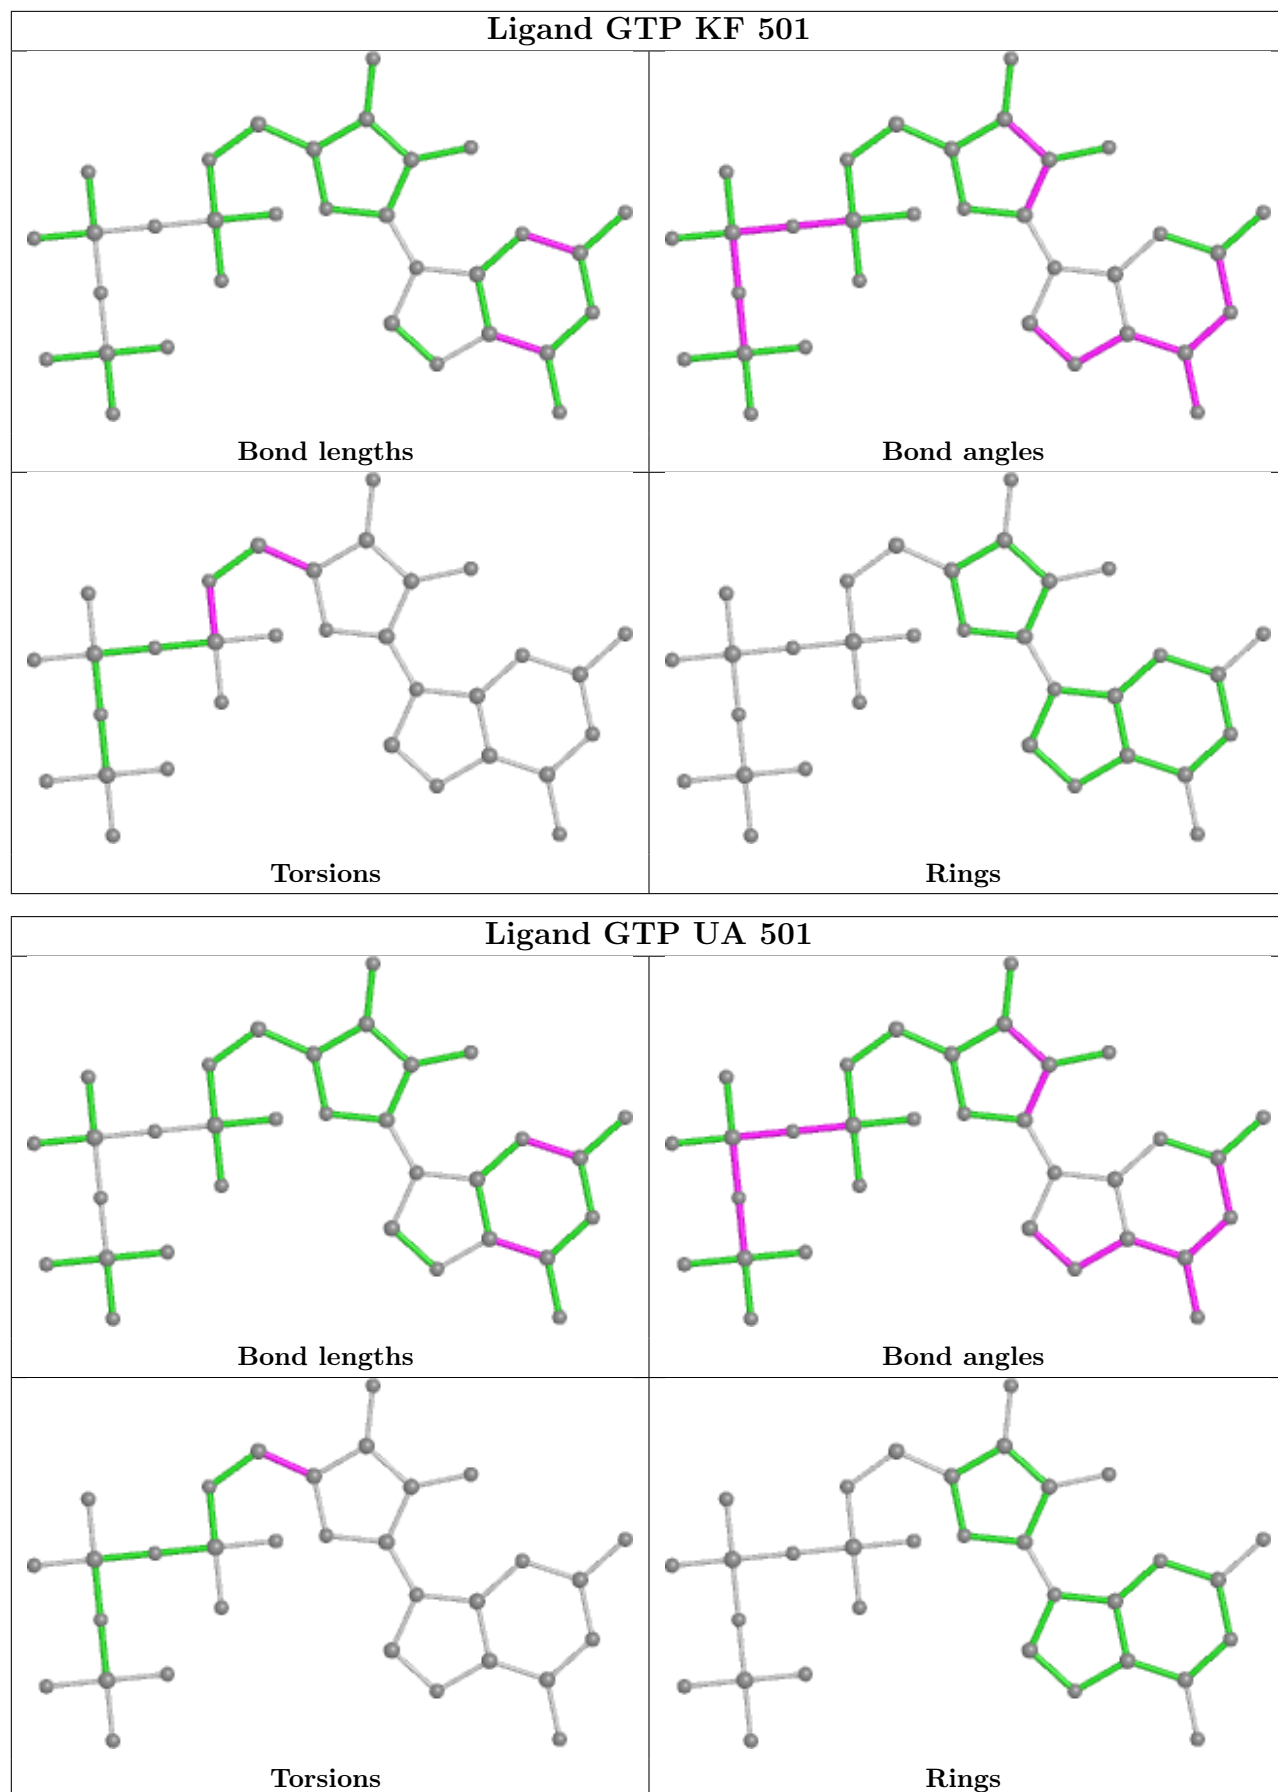 Ligand GTP KF 501
Bond lengths
Bond angles
Torsions
Rings
Ligand GTP UA 501
Bond lengths
Bond angles
Torsions
Rings